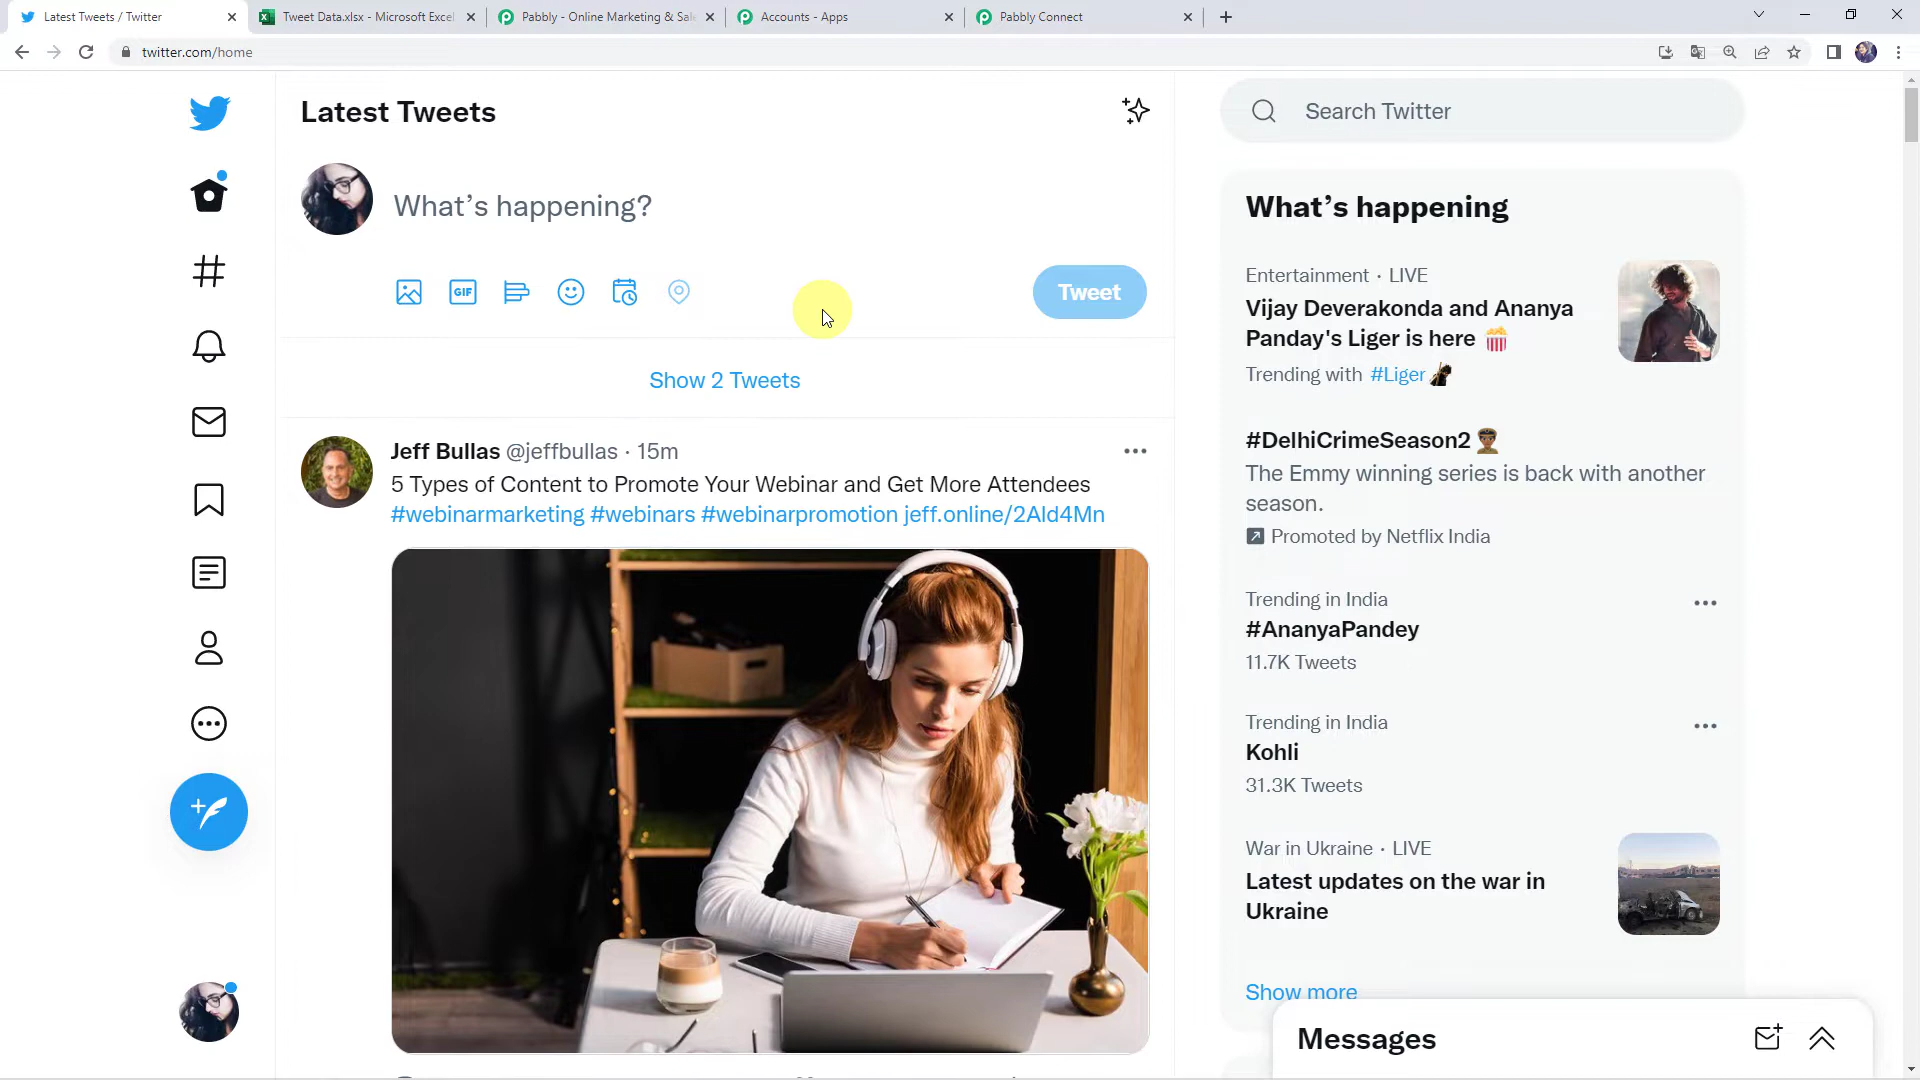 Latest Tweets / Twitter
Tweet Data.xlsx - Microsoft Excel
Pabbly - Online Marketing & Sal
Accounts - Apps
Pabbly Connect
twitter.com/home
Latest Tweets
What's happening?
GIF
Tweet
Show 2 Tweets
Jeff Bullas @jeffbullas · 15m
5 Types of Content to Promote Your Webinar and Get More Attendees
#webinarmarketing #webinars #webinarpromotion jeff.online/2Ald4Mn
Search Twitter
What's happening
Entertainment · LIVE
Vijay Deverakonda and Ananya
Panday's Liger is here 🍿
Trending with #Liger
#DelhiCrimeSeason2
The Emmy winning series is back with another
season.
Promoted by Netflix India
Trending in India
#AnanyaPandey
11.7K Tweets
Trending in India
Kohli
31.3K Tweets
War in Ukraine · LIVE
Latest updates on the war in
Ukraine
Show more
Messages